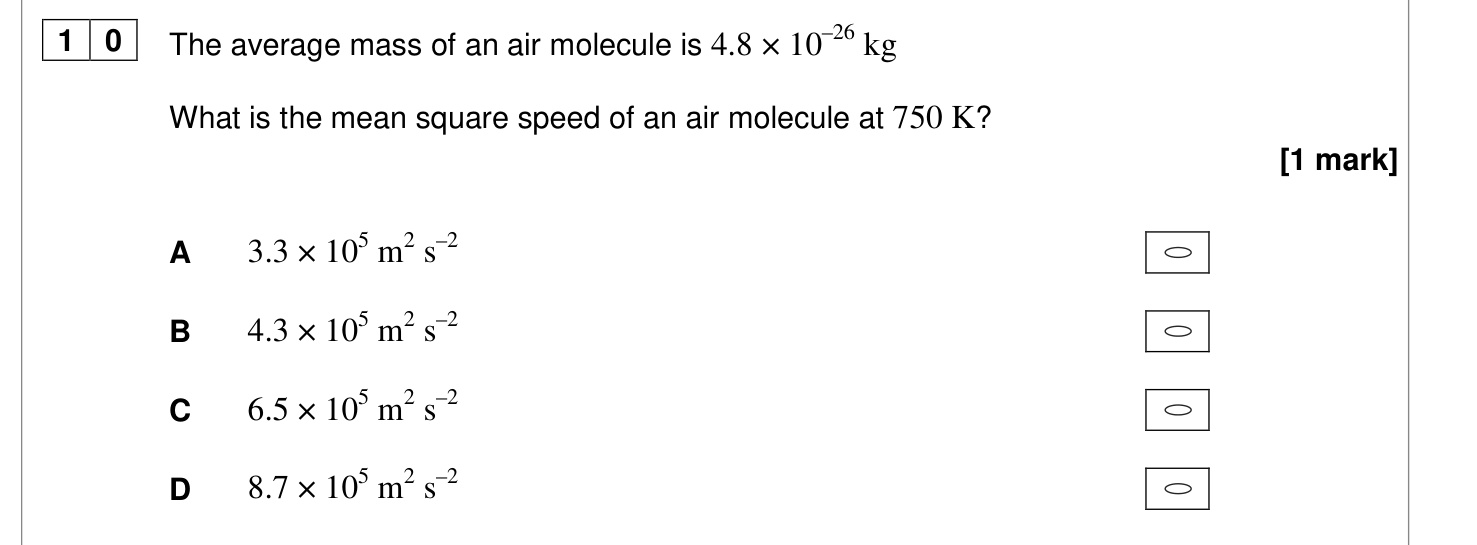 1 0 The average mass of an air molecule is 4.8 × 10⁻²⁶ kg
What is the mean square speed of an air molecule at 750 K?
[1 mark]
A 3.3 × 10⁵ m² s⁻²
B 4.3 × 10⁵ m² s⁻²
C 6.5 × 10⁵ m² s⁻²
D 8.7 × 10⁵ m² s⁻²